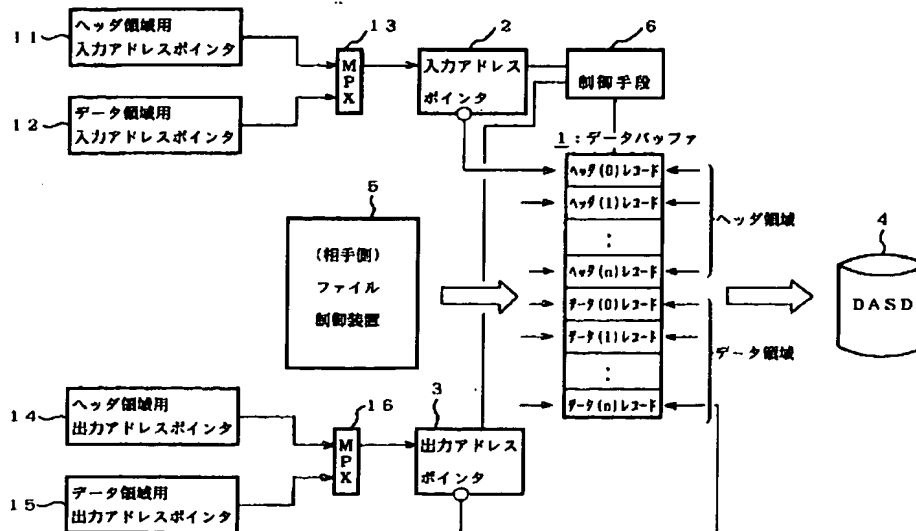 11
ヘッダ領域用
入力アドレスポインタ
12
データ領域用
入力アドレスポインタ
13
MPX
2
入力アドレス
ポインタ
6
制御手段
1:データバッファ
ヘッダ(0)レコード
ヘッダ(1)レコード
:
ヘッダ(n)レコード
データ(0)レコード
データ(1)レコード
:
データ(n)レコード
ヘッダ領域
データ領域
5
(相手側)
ファイル
制御装置
4
DASD
14
ヘッダ領域用
出力アドレスポインタ
15
データ領域用
出力アドレスポインタ
16
MPX
3
出力アドレス
ポインタ